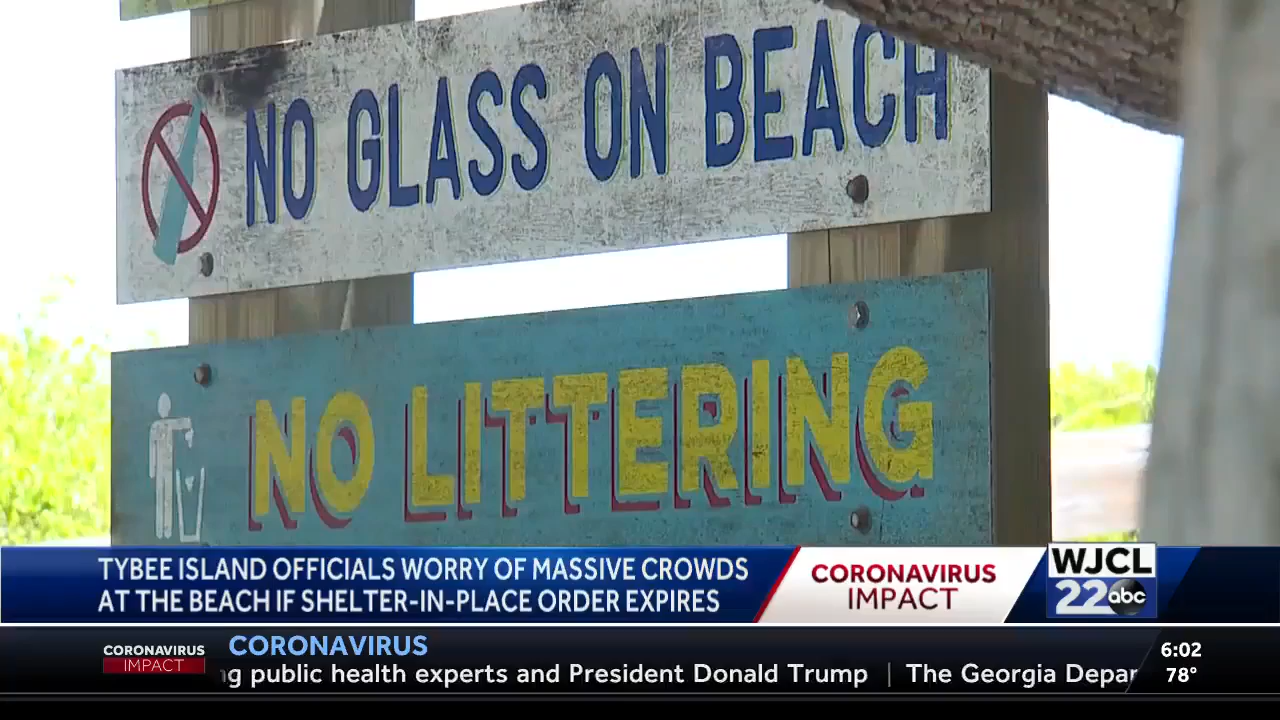 NO GLASS ON BEACH
NO LITTERING
TYBEE ISLAND OFFICIALS WORRY OF MASSIVE CROWDS
AT THE BEACH IF SHELTER-IN-PLACE ORDER EXPIRES
CORONAVIRUS
IMPACT
WJCL
22 abc
CORONAVIRUS
IMPACT
CORONAVIRUS
public health experts and President Donald Trump | The Georgia
6:02
78°